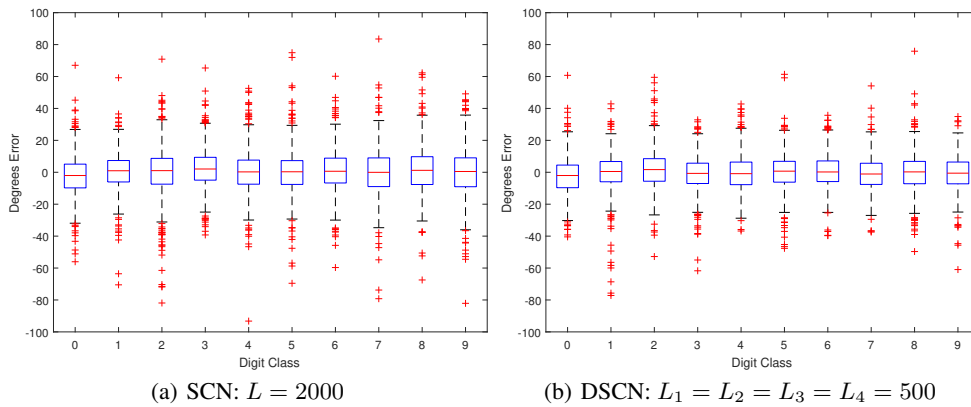 100
80
60
40
20
0
-20
-40
-60
-80
-100
Degrees Error
0 1 2 3 4 5 6 7 8 9
Digit Class
(a) SCN: L = 2000
100
80
60
40
20
0
-20
-40
-60
-80
-100
Degrees Error
0 1 2 3 4 5 6 7 8 9
Digit Class
(b) DSCN: L₁ = L₂ = L₃ = L₄ = 500